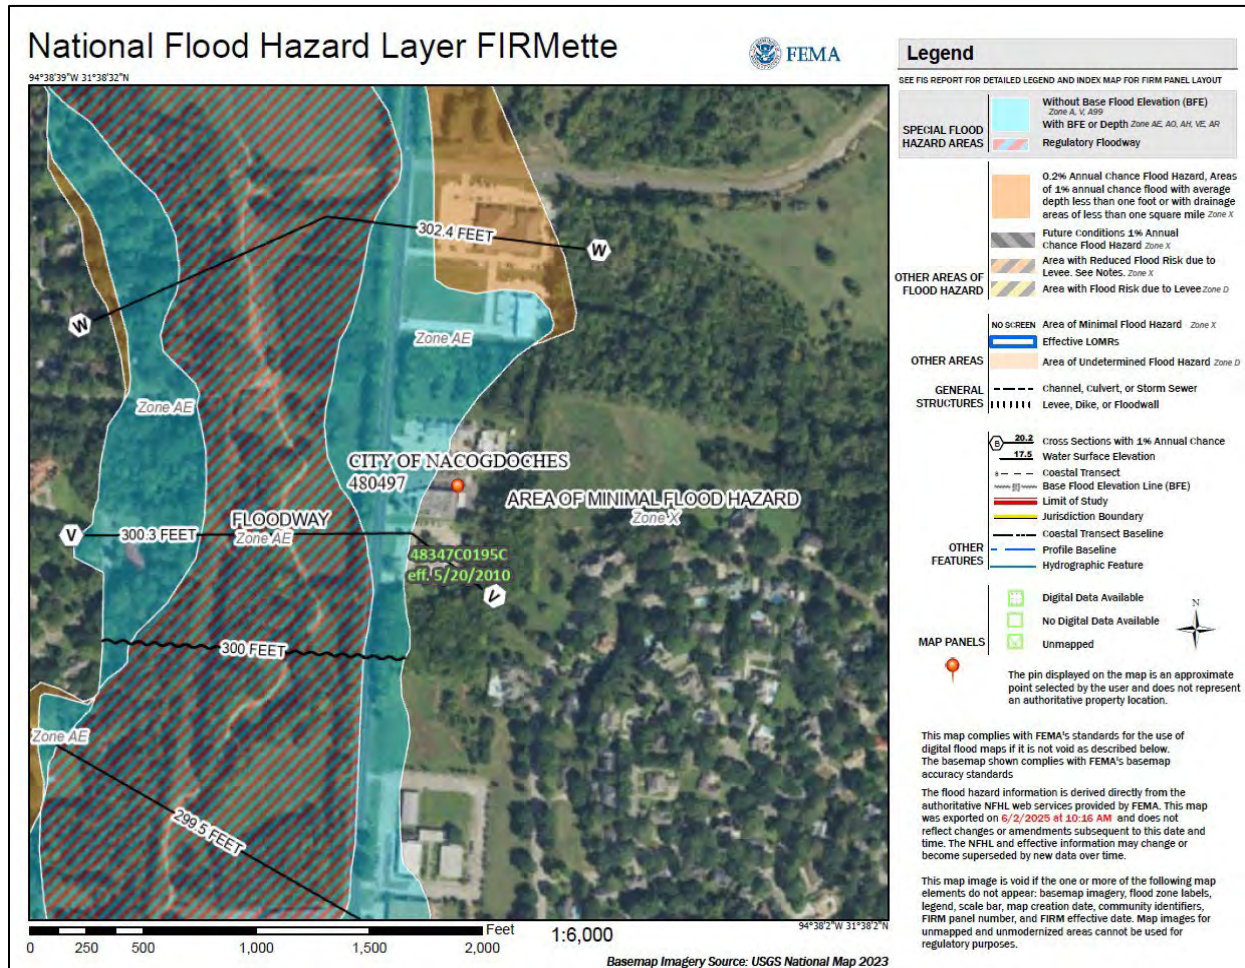 National Flood Hazard Layer FIRMette
FEMA
94°38'39"W 31°38'32"N
302.4 FEET
W
W
Zone AE
Zone AE
CITY OF NACOGDOCHES
480497
AREA OF MINIMAL FLOOD HAZARD
Zone X
FLOODWAY
Zone AE
V
300.3 FEET
48347C0195C
eff. 5/20/2010
V
300 FEET
Zone AE
299.5 FEET
94°38'2"W 31°38'2"N
Feet
0 250 500 1,000 1,500 2,000
1:6,000
Basemap Imagery Source: USGS National Map 2023
Legend
SEE FIS REPORT FOR DETAILED LEGEND AND INDEX MAP FOR FIRM PANEL LAYOUT
SPECIAL FLOOD
HAZARD AREAS
Without Base Flood Elevation (BFE)
Zone A, V, A99
With BFE or Depth Zone AE, AO, AH, VE, AR
Regulatory Floodway
0.2% Annual Chance Flood Hazard, Areas
of 1% annual chance flood with average
depth less than one foot or with drainage
areas of less than one square mile Zone X
Future Conditions 1% Annual
Chance Flood Hazard Zone X
Area with Reduced Flood Risk due to
Levee. See Notes. Zone X
Area with Flood Risk due to Levee Zone D
OTHER AREAS OF
FLOOD HAZARD
NO SCREEN Area of Minimal Flood Hazard Zone X
Effective LOMRs
Area of Undetermined Flood Hazard Zone D
OTHER AREAS
GENERAL
STRUCTURES
Channel, Culvert, or Storm Sewer
Levee, Dike, or Floodwall
B 20.2 Cross Sections with 1% Annual Chance
17.5 Water Surface Elevation
8 Coastal Transect
Base Flood Elevation Line (BFE)
Limit of Study
Jurisdiction Boundary
Coastal Transect Baseline
Profile Baseline
Hydrographic Feature
OTHER
FEATURES
Digital Data Available
No Digital Data Available
Unmapped
MAP PANELS
N
The pin displayed on the map is an approximate
point selected by the user and does not represent
an authoritative property location.
This map complies with FEMA's standards for the use of
digital flood maps if it is not void as described below.
The basemap shown complies with FEMA's basemap
accuracy standards
The flood hazard information is derived directly from the
authoritative NFHL web services provided by FEMA. This map
was exported on 6/2/2025 at 10:16 AM and does not
reflect changes or amendments subsequent to this date and
time. The NFHL and effective information may change or
become superseded by new data over time.
This map image is void if the one or more of the following map
elements do not appear: basemap imagery, flood zone labels,
legend, scale bar, map creation date, community identifiers,
FIRM panel number, and FIRM effective date. Map images for
unmapped and unmodernized areas cannot be used for
regulatory purposes.